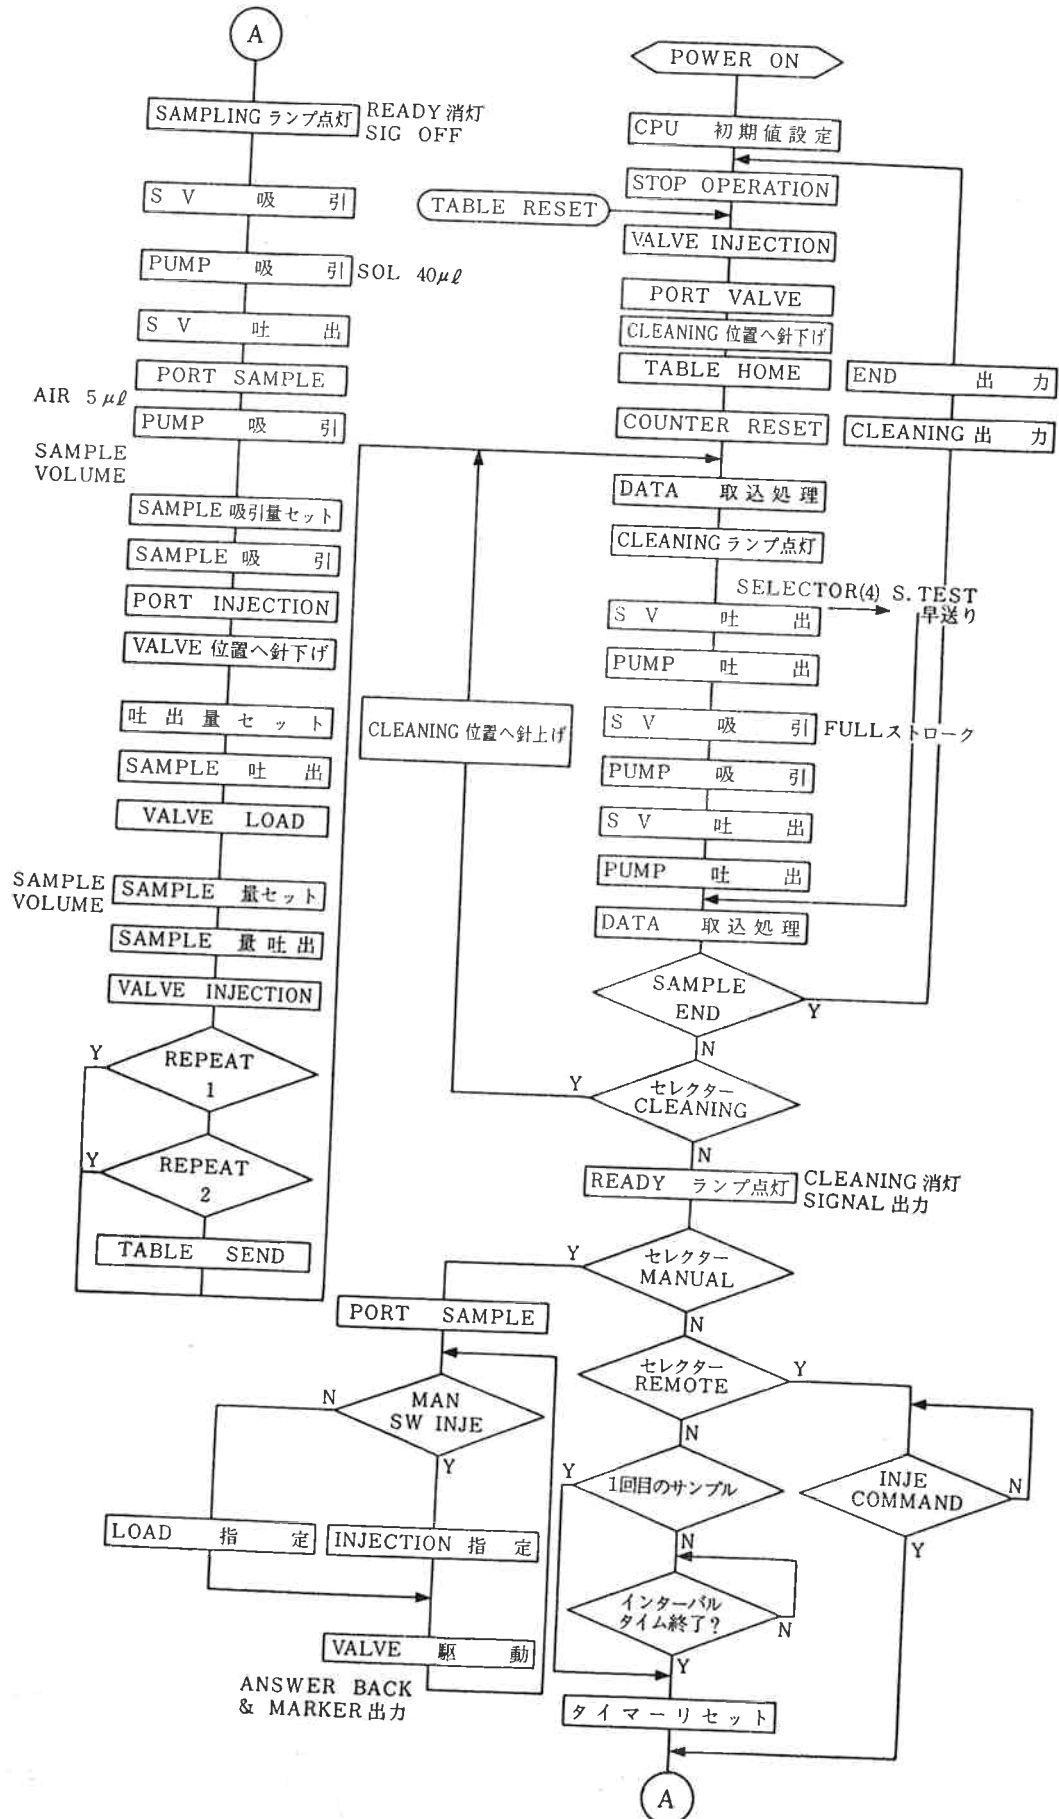 A
SAMPLING ランプ点灯
READY 消灯
SIG OFF
S V 吸 引
PUMP 吸 引
SOL 40μℓ
S V 吐 出
PORT SAMPLE
AIR 5μℓ
PUMP 吸 引
SAMPLE
VOLUME
SAMPLE 吸引量セット
SAMPLE 吸 引
PORT INJECTION
VALVE 位置へ針下げ
吐 出 量 セ ッ ト
SAMPLE 吐 出
VALVE LOAD
SAMPLE
VOLUME
SAMPLE 量セット
SAMPLE 量 吐 出
VALVE INJECTION
Y
REPEAT
1
Y
REPEAT
2
TABLE SEND
POWER ON
CPU 初期値設定
STOP OPERATION
TABLE RESET
VALVE INJECTION
PORT VALVE
CLEANING 位置へ針下げ
TABLE HOME
END 出 力
COUNTER RESET
CLEANING 出 力
DATA 取込処理
CLEANING ランプ点灯
SELECTOR(4) S. TEST
早送り
S V 吐 出
PUMP 吐 出
CLEANING 位置へ針上げ
S V 吸 引
FULLストローク
PUMP 吸 引
S V 吐 出
PUMP 吐 出
DATA 取込処理
SAMPLE
END
Y
N
Y
セレクター
CLEANING
N
READY ランプ点灯
CLEANING 消灯
SIGNAL 出力
Y
セレクター
MANUAL
N
PORT SAMPLE
セレクター
REMOTE
Y
N
N
MAN
SW INJE
Y
Y
1回目のサンプル
N
INJE
COMMAND
N
Y
LOAD 指 定
INJECTION 指 定
インターバル
タイム終了?
N
Y
VALVE 駆 動
ANSWER BACK
& MARKER 出力
タ イ マ ー リ セ ッ ト
A